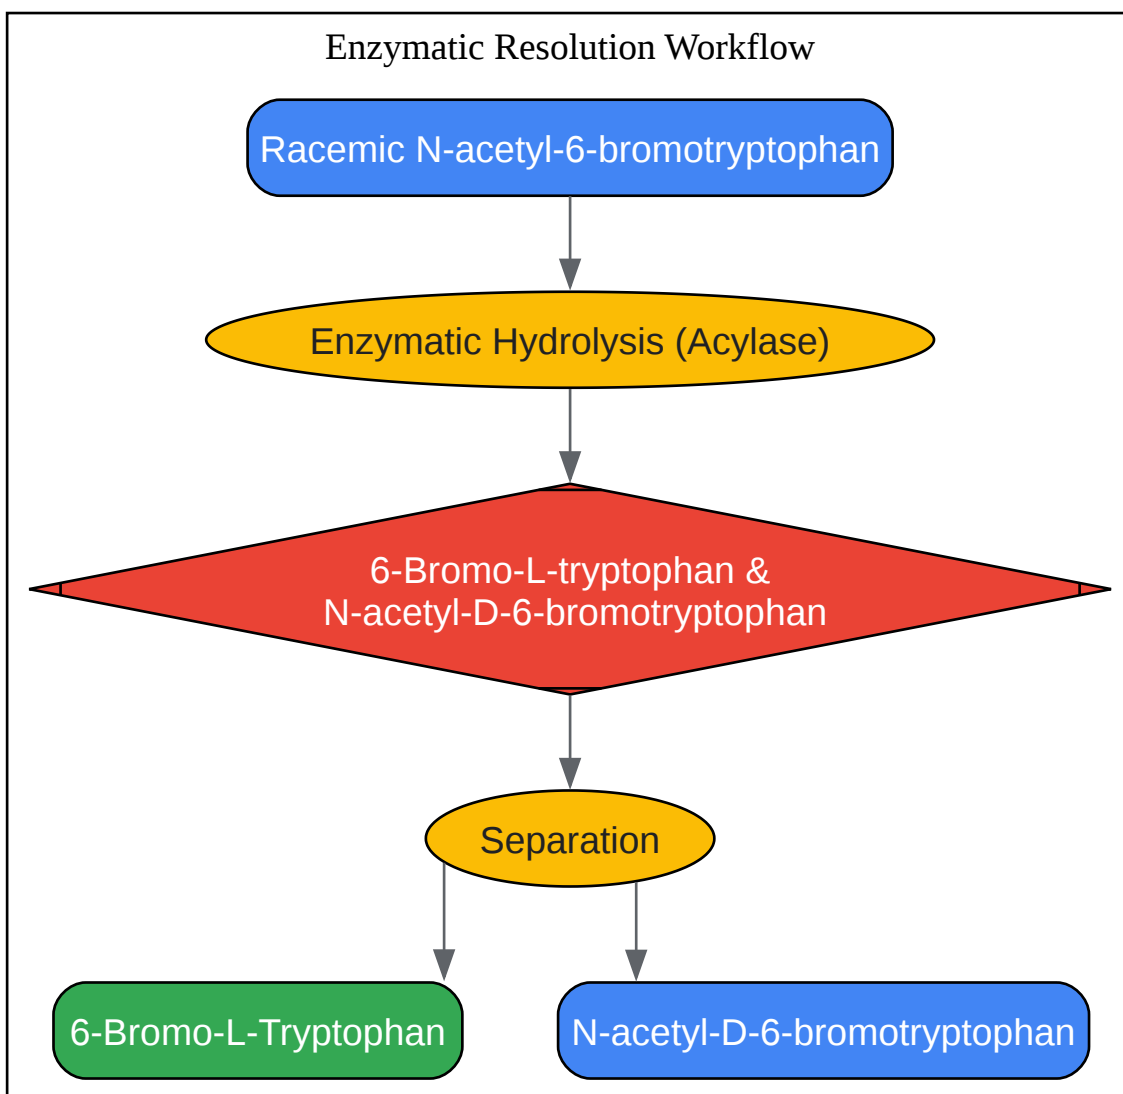 Enzymatic Resolution Workflow
Racemic N-acetyl-6-bromotryptophan
Enzymatic Hydrolysis (Acylase)
6-Bromo-L-tryptophan &
N-acetyl-D-6-bromotryptophan
Separation
6-Bromo-L-Tryptophan
N-acetyl-D-6-bromotryptophan